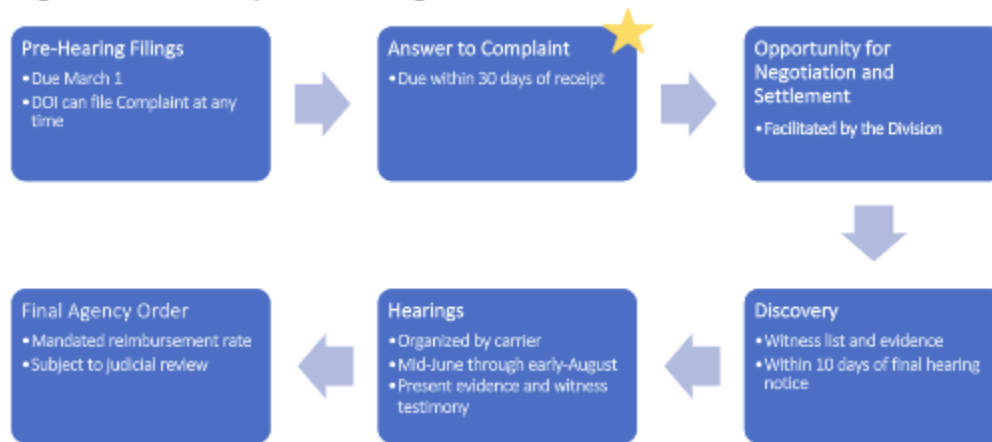 Pre-Hearing Filings
•Due March 1
•DOI can file Complaint at any
time
Answer to Complaint
•Due within 30 days of receipt
Opportunity for
Negotiation and
Settlement
•Facilitated by the Division
Discovery
•Witness list and evidence
•Within 10 days of final hearing
notice
Hearings
•Organized by carrier
•Mid-June through early-August
•Present evidence and witness
testimony
Final Agency Order
•Mandated reimbursement rate
•Subject to judicial review